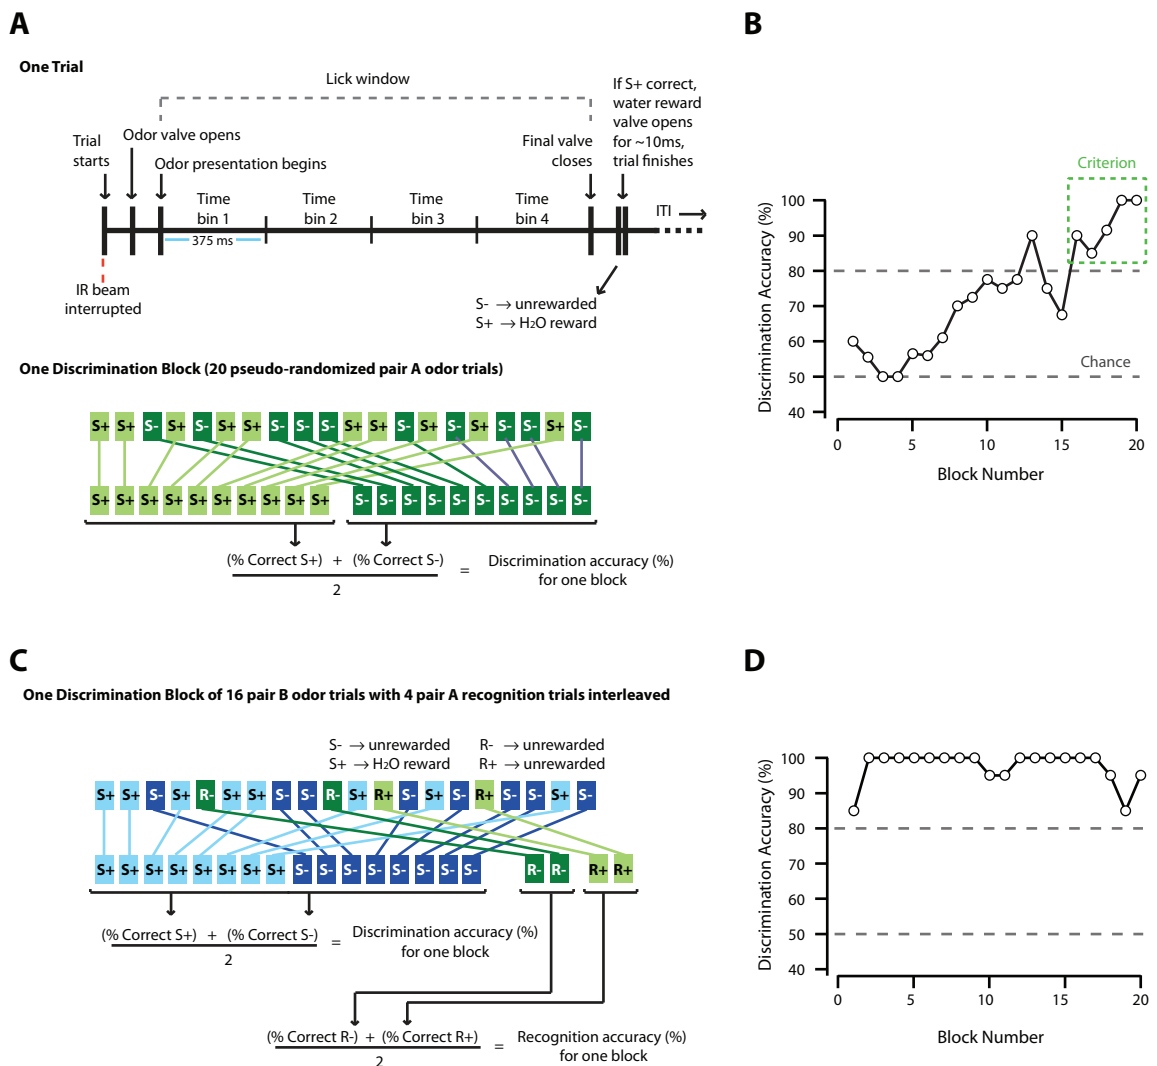 A
One Trial
Lick window
If S+ correct,
water reward
valve opens
for ~10ms,
trial finishes
Trial
starts
Odor valve opens
Odor presentation begins
Final valve
closes
Time
bin 1
Time
bin 2
Time
bin 3
Time
bin 4
ITI
375 ms
IR beam
interrupted
S- → unrewarded
S+ → H2O reward
One Discrimination Block (20 pseudo-randomized pair A odor trials)
S+ S+ S- S+ S- S+ S+ S- S- S- S+ S+ S- S+ S- S+ S- S- S+ S-
S+ S+ S+ S+ S+ S+ S+ S+ S+ S+ S- S- S- S- S- S- S- S- S- S-
(% Correct S+) + (% Correct S-)
2
=
Discrimination accuracy (%)
for one block
B
Criterion
Chance
Discrimination Accuracy (%)
100
90
80
70
60
50
40
0 5 10 15 20
Block Number
C
One Discrimination Block of 16 pair B odor trials with 4 pair A recognition trials interleaved
S- → unrewarded R- → unrewarded
S+ → H2O reward R+ → unrewarded
S+ S+ S- S+ R- S+ S+ S- S- R- S+ R+ S- S+ S- R+ S- S- S+ S-
S+ S+ S+ S+ S+ S+ S+ S+ S- S- S- S- S- S- S- S- R- R- R+ R+
(% Correct S+) + (% Correct S-)
2
=
Discrimination accuracy (%)
for one block
(% Correct R-) + (% Correct R+)
2
=
Recognition accuracy (%)
for one block
D
Discrimination Accuracy (%)
100
90
80
70
60
50
40
0 5 10 15 20
Block Number